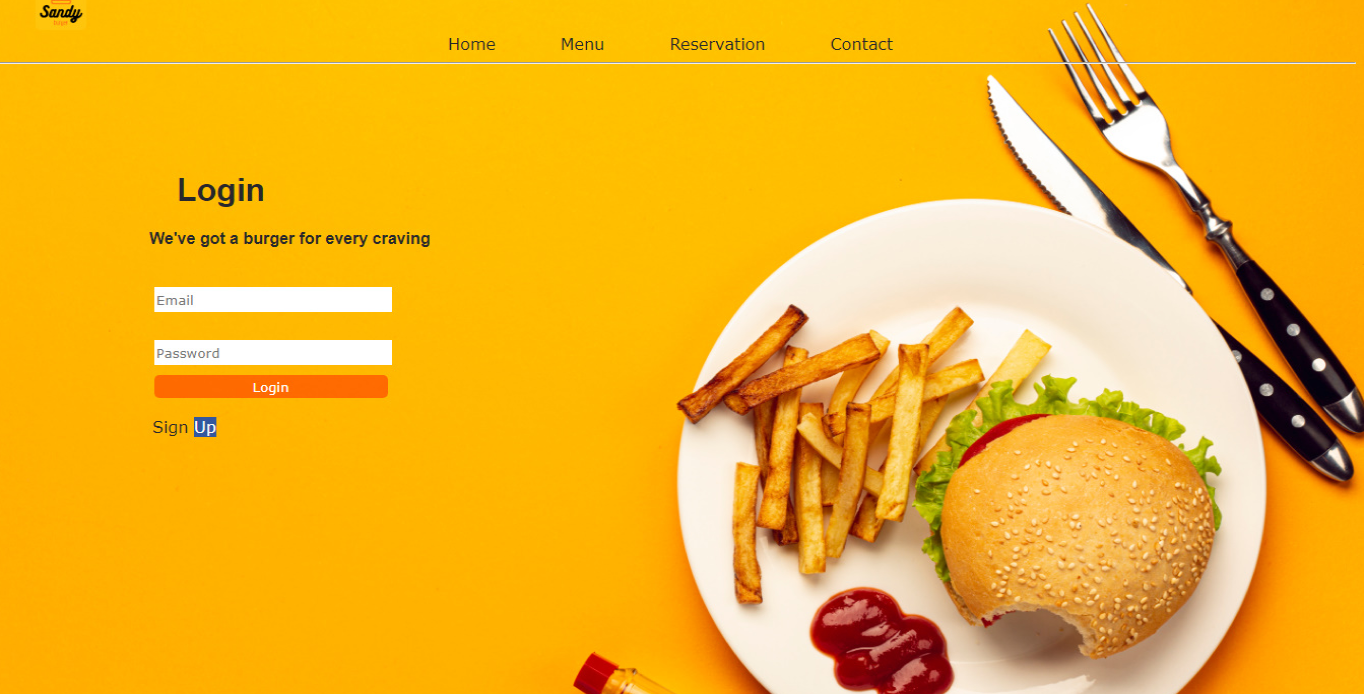 Sandy
Home Menu Reservation Contact
Login
We've got a burger for every craving
Email
Password
Login
Sign Up